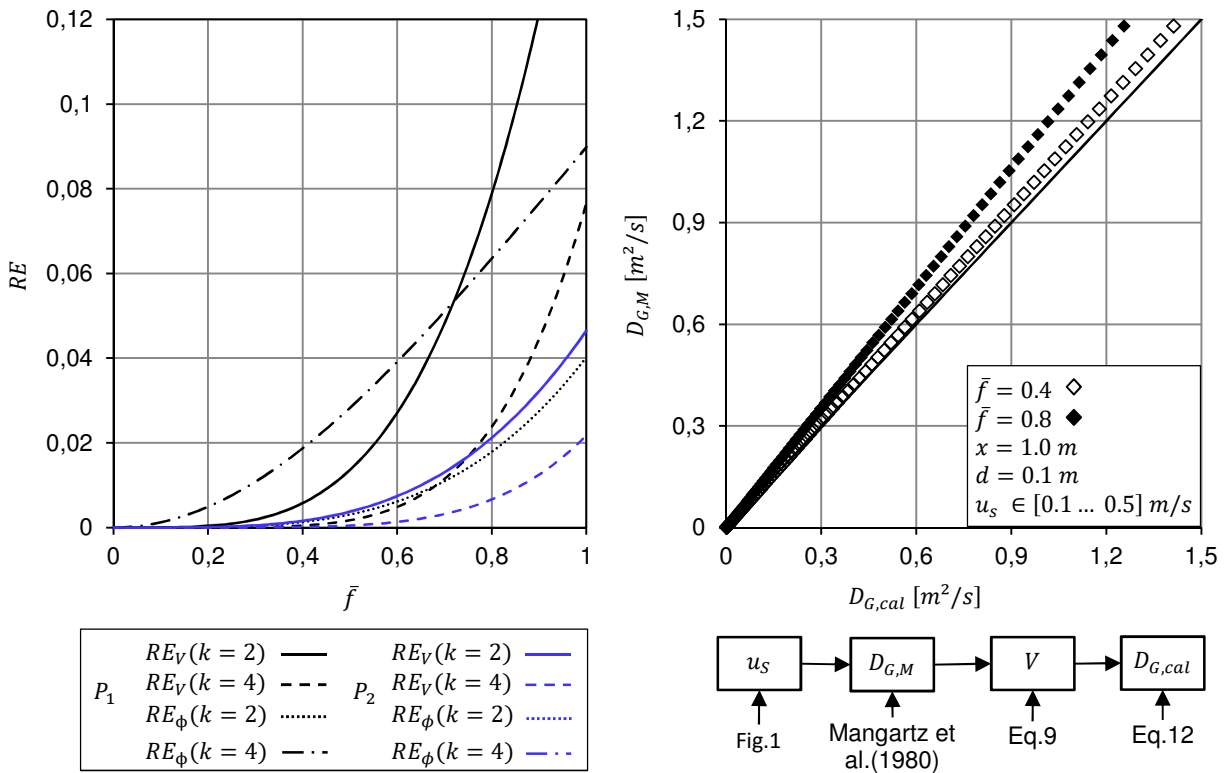 0,12
0,1
0,08
0,06
0,04
0,02
0
RE
0 0,2 0,4 0,6 0,8 1
f̄
P₁
RE_V(k = 2)
RE_V(k = 4)
RE_ϕ(k = 2)
RE_ϕ(k = 4)
P₂
RE_V(k = 2)
RE_V(k = 4)
RE_ϕ(k = 2)
RE_ϕ(k = 4)
1,5
1,2
0,9
0,6
0,3
0
D_{G,M} [m²/s]
f̄ = 0.4
f̄ = 0.8
x = 1.0 m
d = 0.1 m
u_s ∈ [0.1 … 0.5] m/s
0 0,3 0,6 0,9 1,2 1,5
D_{G,cal} [m²/s]
u_S D_{G,M} V D_{G,cal}
Fig.1 Mangartz et Eq.9 Eq.12
al.(1980)